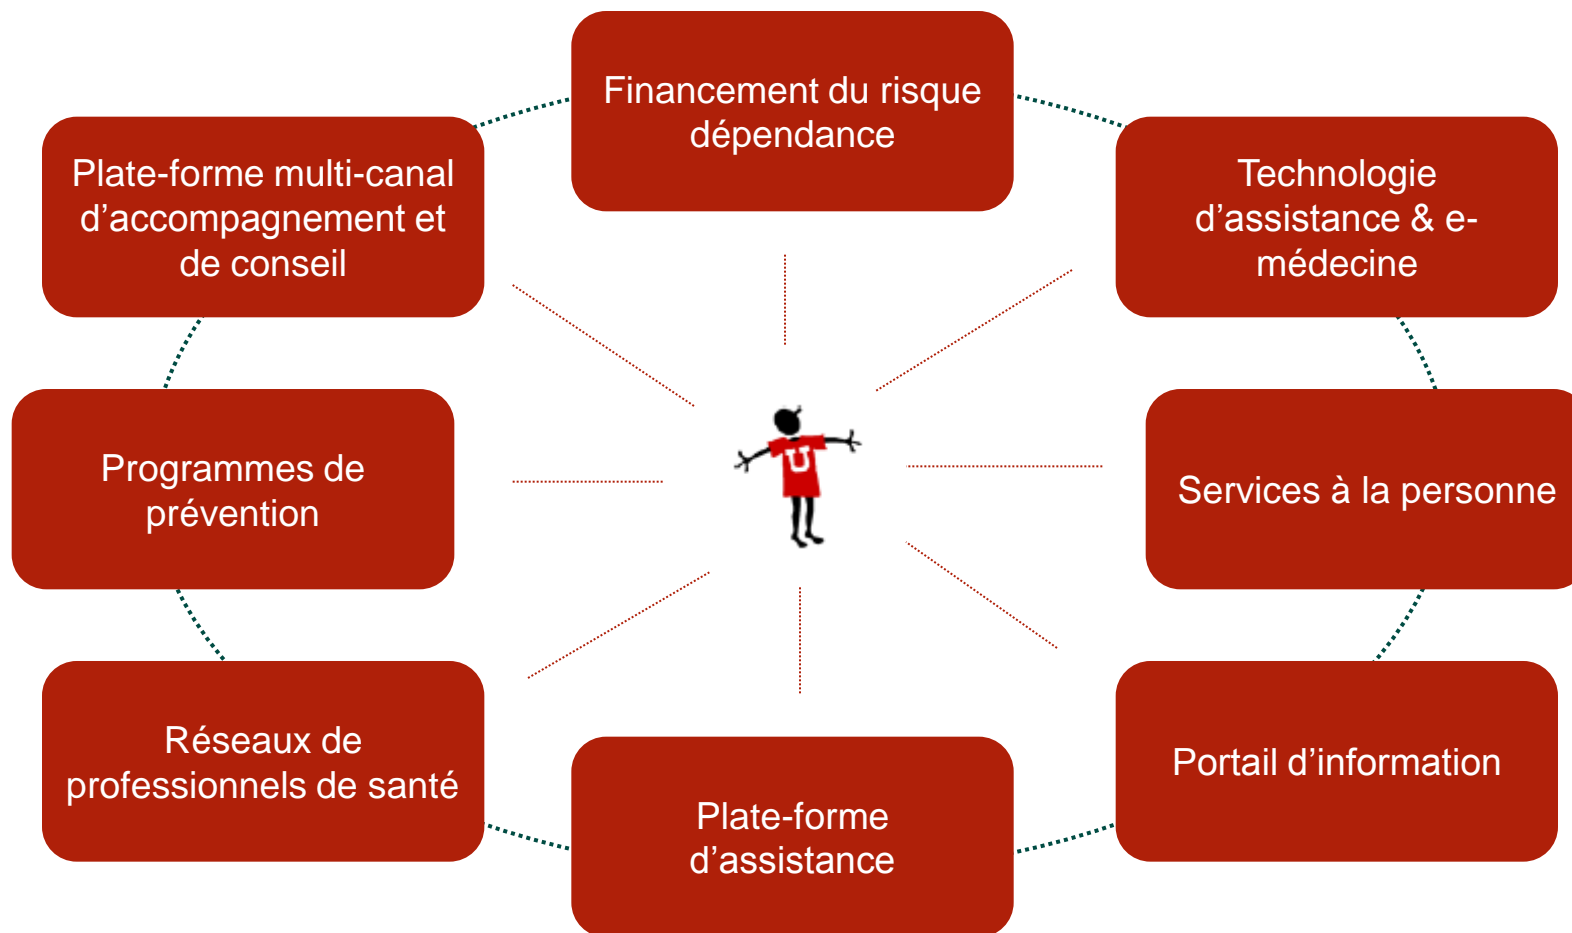 Financement du risque
dépendance
Plate-forme multi-canal
d’accompagnement et
de conseil
Technologie
d’assistance & e-
médecine
Programmes de
prévention
U
Services à la personne
Réseaux de
professionnels de santé
Plate-forme
d’assistance
Portail d’information